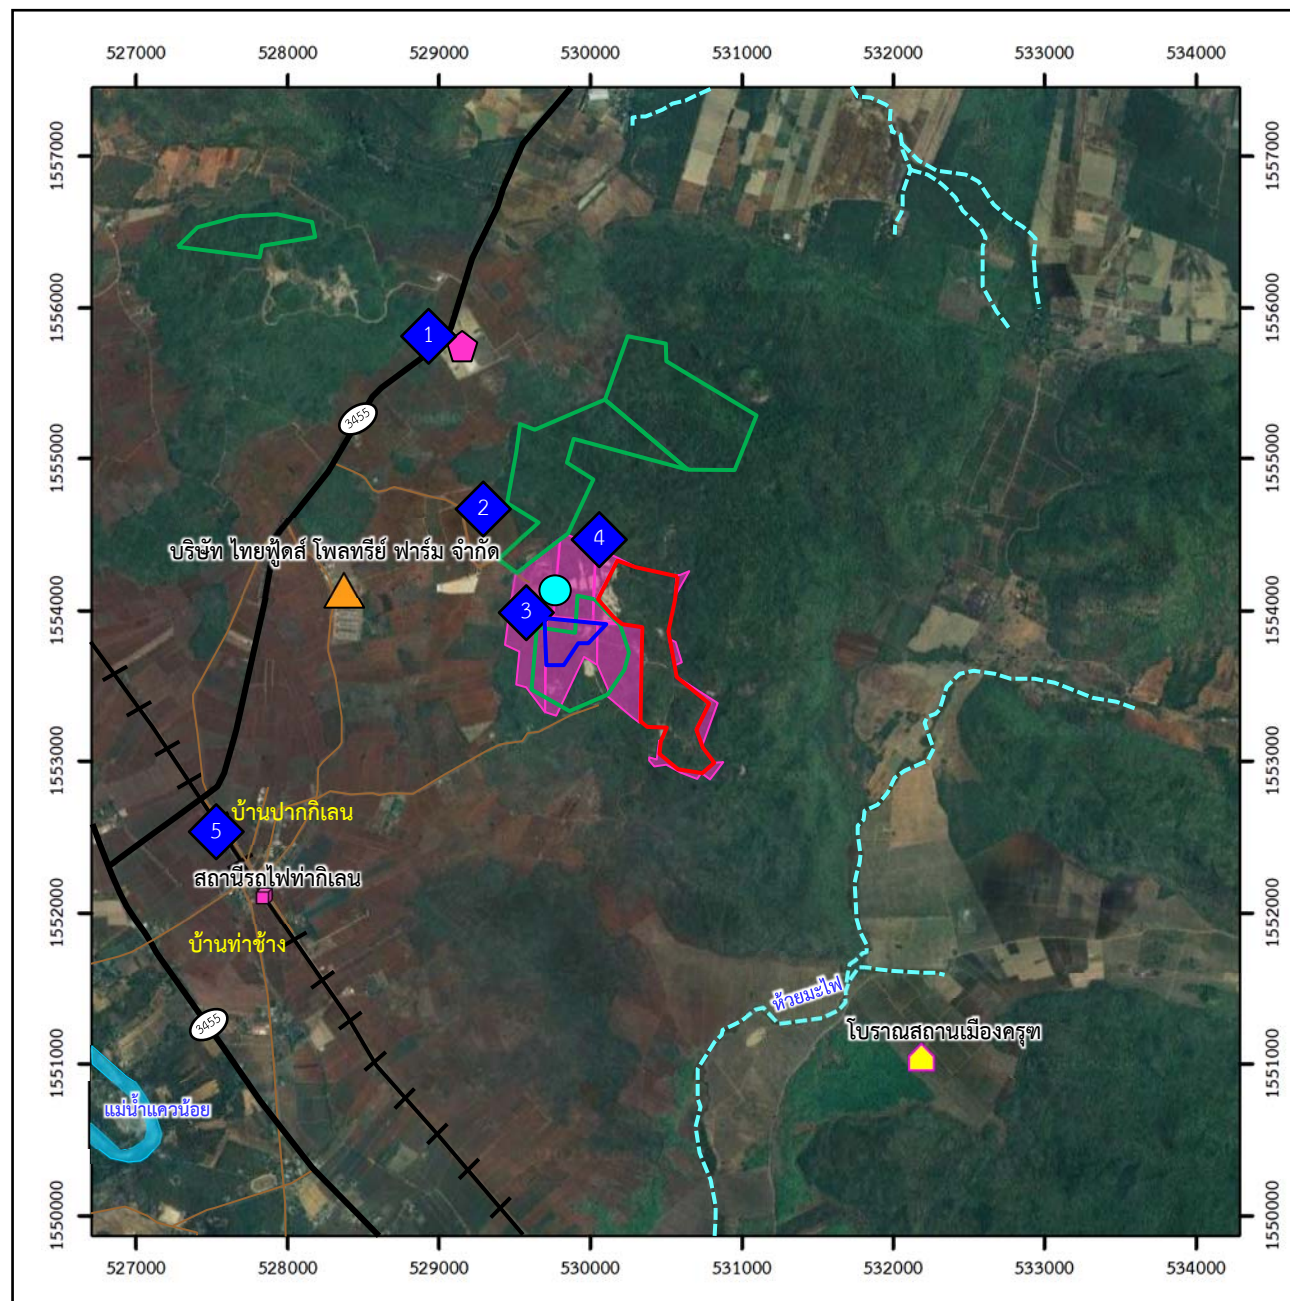 527000 528000 529000 530000 531000 532000 533000 534000
1557000 1557000
1556000 1556000
1
3455
1555000 1555000
2
4
บริษัท ไทยฟู้ดส์ โพลทรีย์ ฟาร์ม จำกัด
1554000 1554000
3
1553000 1553000
บ้านปากกิเลน
5
สถานีรถไฟท่ากิเลน
1552000 1552000
บ้านท่าช้าง
ห้วยมะไฟ
3455
โบราณสถานเมืองครุฑ
1551000 1551000
แม่น้ำแควน้อย
1550000 1550000
527000 528000 529000 530000 531000 532000 533000 534000